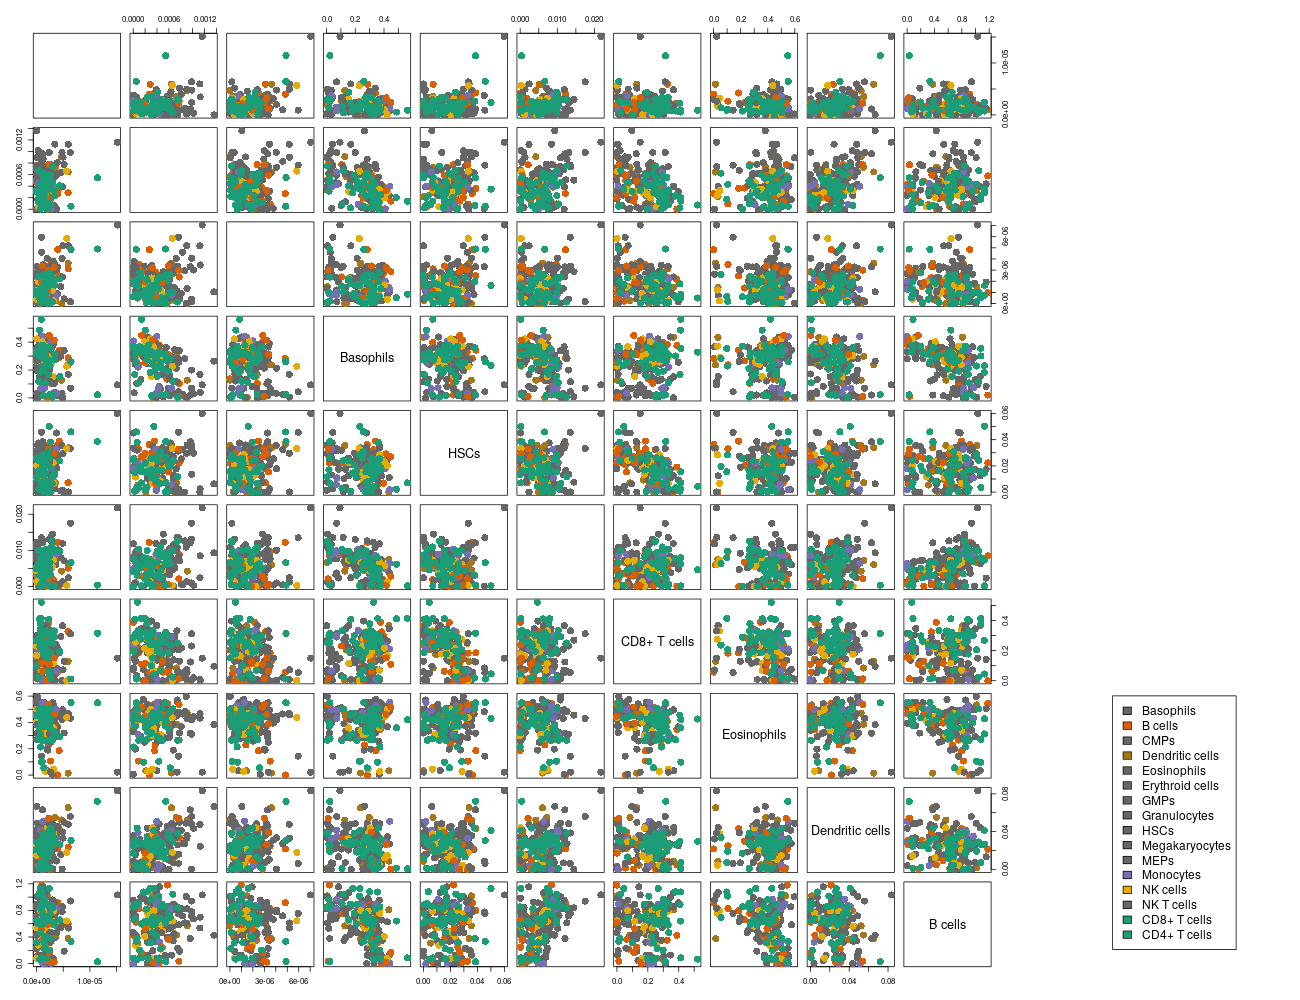 0.0000 0.0006 0.0012 0.0 0.2 0.4 0.000 0.010 0.020 0.0 0.2 0.4 0.6 0.0 0.4 0.8 1.2
0.0e+00 1.0e-05
0.0000 0.0006 0.0012
0e+00 3e-06 6e-06
0.0 0.2 0.4
Basophils
HSCs
0.00 0.02 0.04 0.06
0.000 0.010 0.020
CD8+ T cells
0.0 0.2 0.4
0.0 0.2 0.4 0.6
Eosinophils
Dendritic cells
0.00 0.04 0.08
0.0 0.4 0.8 1.2
B cells
0.0e+00 1.0e-05 0e+00 3e-06 6e-06 0.00 0.02 0.04 0.06 0.0 0.2 0.4 0.00 0.04 0.08
Basophils
B cells
CMPs
Dendritic cells
Eosinophils
Erythroid cells
GMPs
Granulocytes
HSCs
Megakaryocytes
MEPs
Monocytes
NK cells
NK T cells
CD8+ T cells
CD4+ T cells